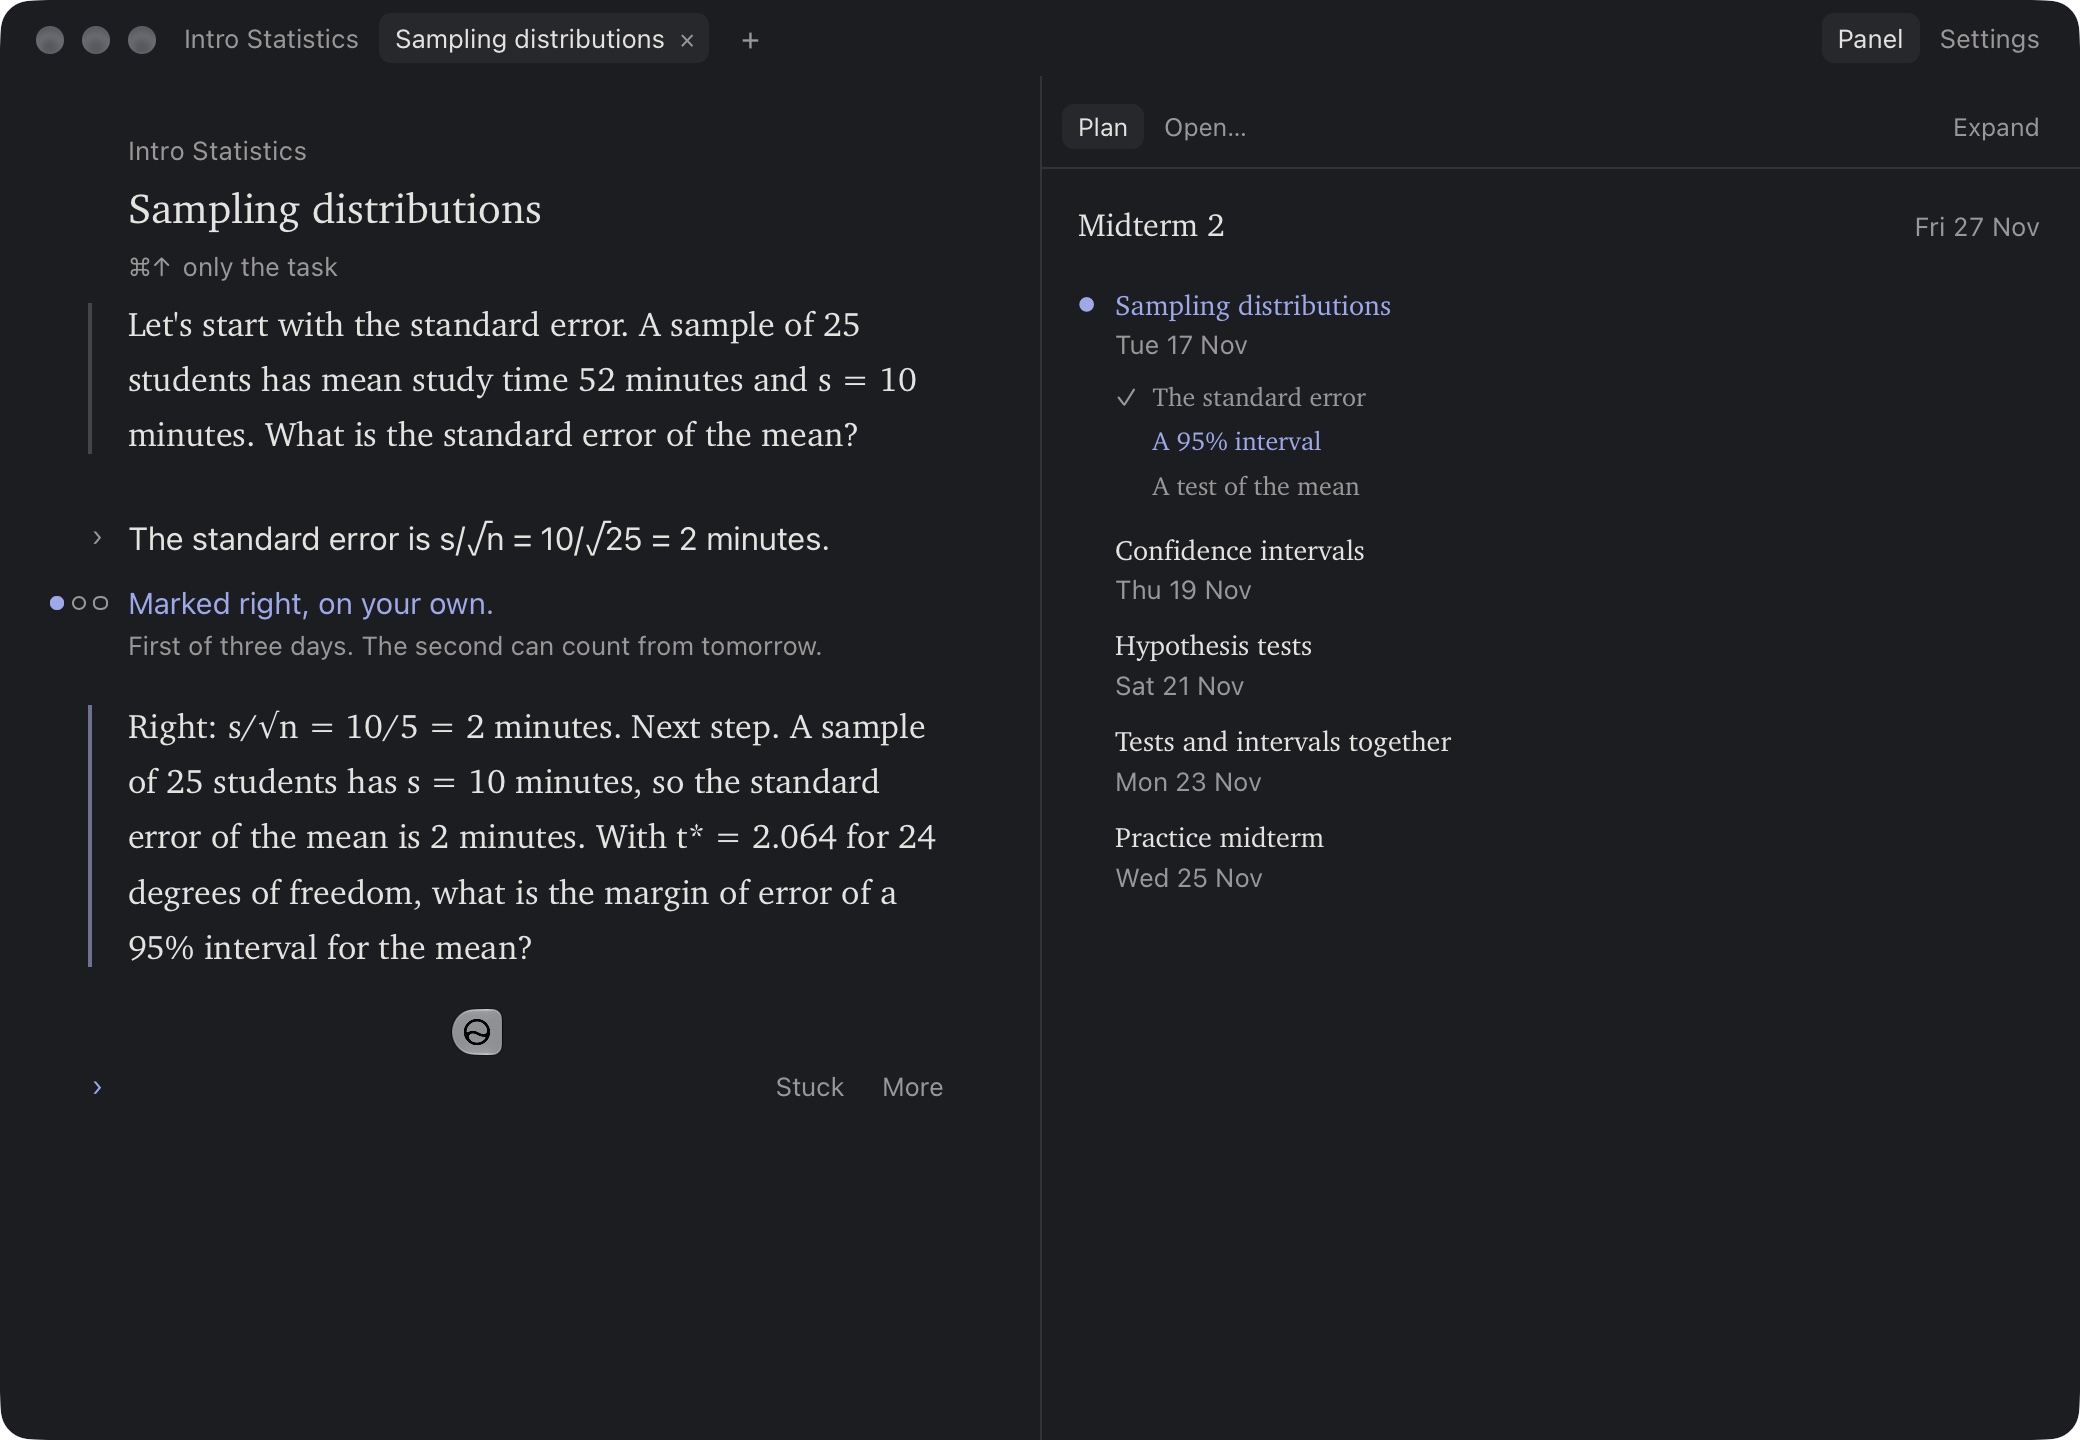 Intro Statistics
Sampling distributions ×
+
Panel
Settings
Intro Statistics
Sampling distributions
⌘↑ only the task
Let's start with the standard error. A sample of 25
students has mean study time 52 minutes and s = 10
minutes. What is the standard error of the mean?
› The standard error is s/√n = 10/√25 = 2 minutes.
Marked right, on your own.
First of three days. The second can count from tomorrow.
Right: s/√n = 10/5 = 2 minutes. Next step. A sample
of 25 students has s = 10 minutes, so the standard
error of the mean is 2 minutes. With t* = 2.064 for 24
degrees of freedom, what is the margin of error of a
95% interval for the mean?
›
Stuck
More
Plan
Open...
Expand
Midterm 2
Fri 27 Nov
Sampling distributions
Tue 17 Nov
✓ The standard error
A 95% interval
A test of the mean
Confidence intervals
Thu 19 Nov
Hypothesis tests
Sat 21 Nov
Tests and intervals together
Mon 23 Nov
Practice midterm
Wed 25 Nov